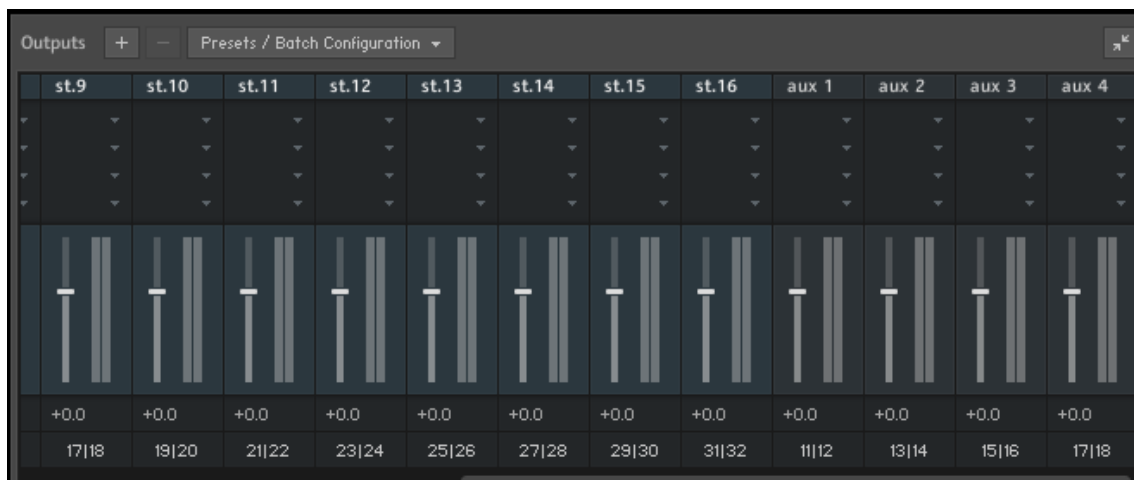 Outputs + − Presets / Batch Configuration
st.9 st.10 st.11 st.12 st.13 st.14 st.15 st.16 aux 1 aux 2 aux 3 aux 4
+0.0 +0.0 +0.0 +0.0 +0.0 +0.0 +0.0 +0.0 +0.0 +0.0 +0.0 +0.0
17|18 19|20 21|22 23|24 25|26 27|28 29|30 31|32 11|12 13|14 15|16 17|18